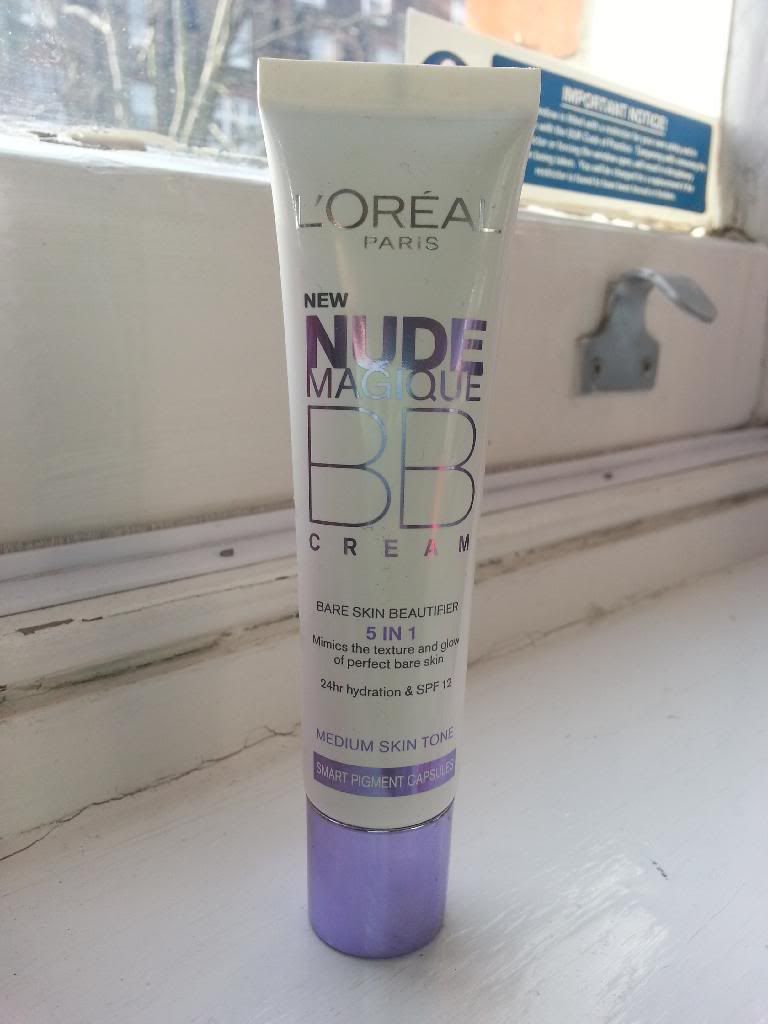 L'ORÉAL
PARIS
NEW
NUDE
MAGIQUE
BB
CREAM
BARE SKIN BEAUTIFIER
5 IN 1
Mimics the texture and glow
of perfect bare skin
24hr hydration & SPF 12
MEDIUM SKIN TONE
SMART PIGMENT CAPSULES
IMPORTANT NOTICE!